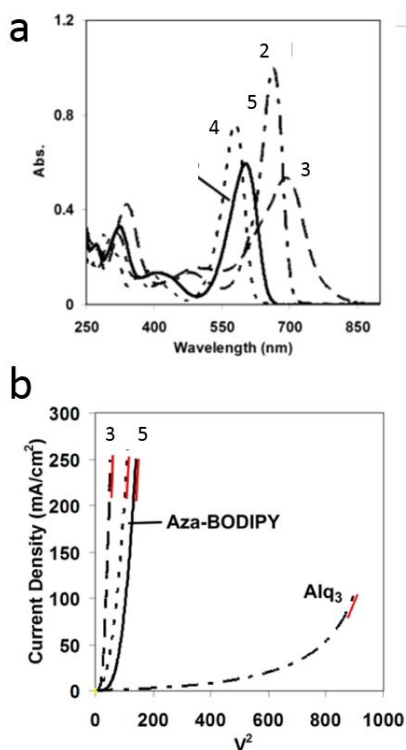 a
1.2
2
4
5
0.8
3
Abs.
0.4
0
250 400 550 700 850
Wavelength (nm)
b
300
3 5
250
200
Aza-BODIPY
150
Alq3
100
50
0
Current Density (mA/cm2)
0 200 400 600 800 1000
V2